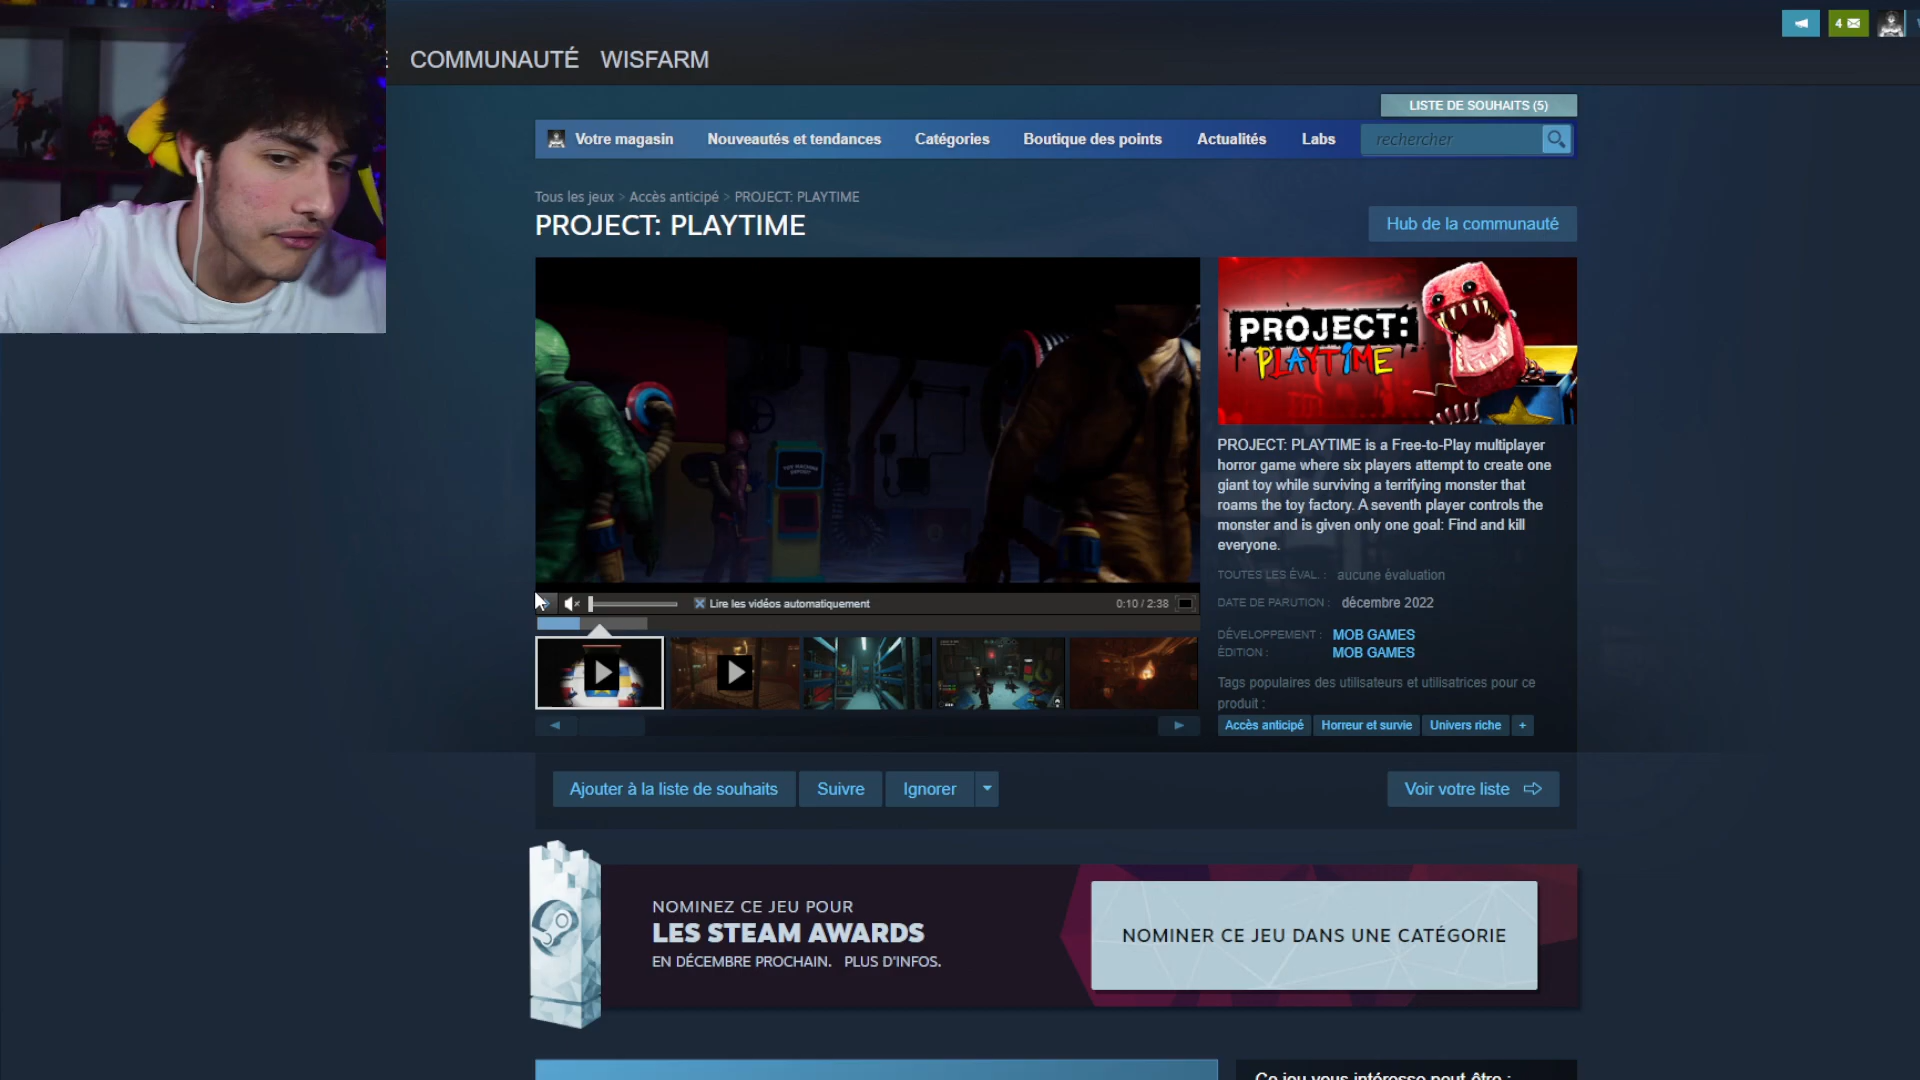 COMMUNAUTÉ WISFARM
4
LISTE DE SOUHAITS (5)
Votre magasin Nouveautés et tendances Catégories Boutique des points Actualités Labs rechercher
Tous les jeux > Accès anticipé > PROJECT: PLAYTIME
PROJECT: PLAYTIME
Hub de la communauté
PROJECT:
PLAYTIME
PROJECT: PLAYTIME is a Free-to-Play multiplayer
horror game where six players attempt to create one
giant toy while surviving a terrifying monster that
roams the toy factory. A seventh player controls the
monster and is given only one goal: Find and kill
everyone.
TOUTES LES ÉVAL. : aucune évaluation
DATE DE PARUTION : décembre 2022
DÉVELOPPEMENT : MOB GAMES
ÉDITION : MOB GAMES
Tags populaires des utilisateurs et utilisatrices pour ce
produit :
Accès anticipé Horreur et survie Univers riche +
Lire les vidéos automatiquement 0:10 / 2:38
Ajouter à la liste de souhaits Suivre Ignorer Voir votre liste
NOMINEZ CE JEU POUR
LES STEAM AWARDS
EN DÉCEMBRE PROCHAIN. PLUS D'INFOS.
NOMINER CE JEU DANS UNE CATÉGORIE
Ce jeu vous intéresse peut-être :